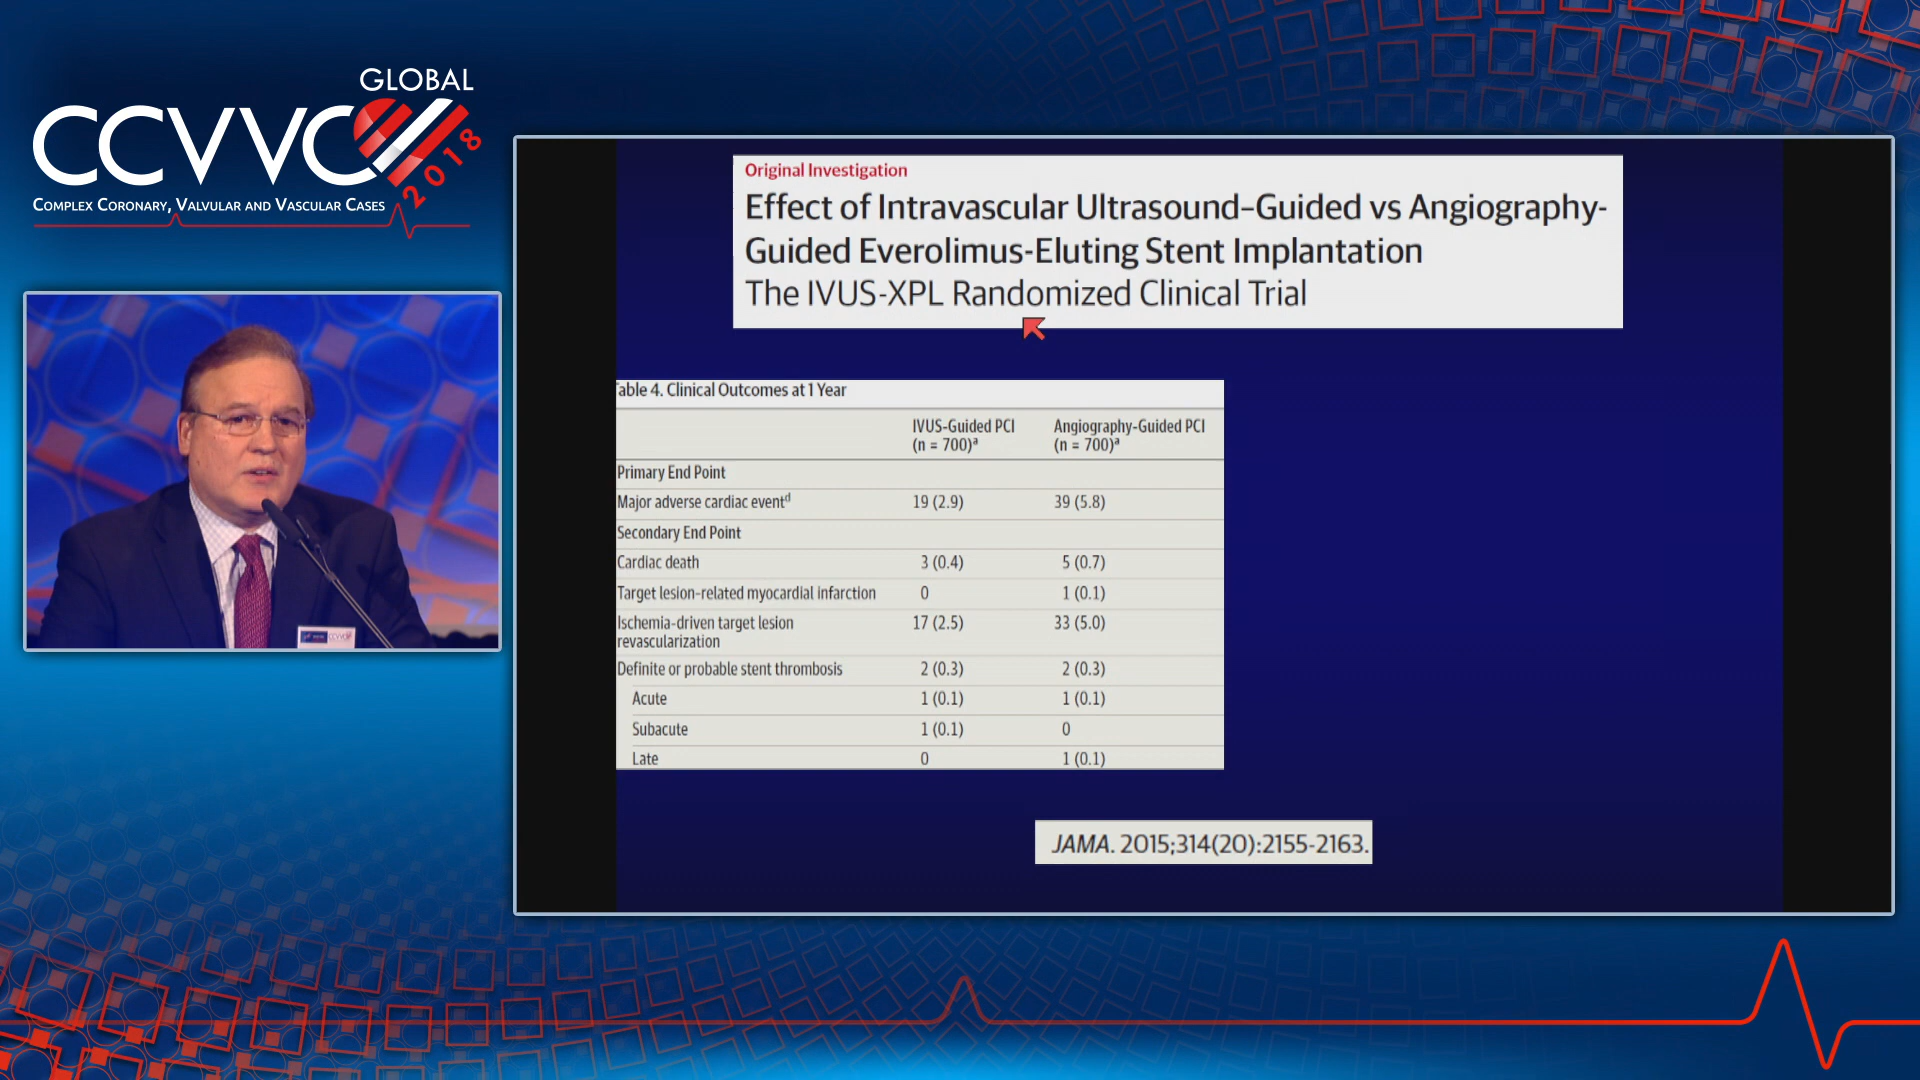 GLOBAL
CCVVC
2018
COMPLEX CORONARY, VALVULAR AND VASCULAR CASES
Original Investigation
Effect of Intravascular Ultrasound-Guided vs Angiography-
Guided Everolimus-Eluting Stent Implantation
The IVUS-XPL Randomized Clinical Trial
able 4. Clinical Outcomes at 1 Year
IVUS-Guided PCI Angiography-Guided PCI
(n = 700)ᵃ (n = 700)ᵃ
Primary End Point
Major adverse cardiac eventᵈ 19 (2.9) 39 (5.8)
Secondary End Point
Cardiac death 3 (0.4) 5 (0.7)
Target lesion-related myocardial infarction 0 1 (0.1)
Ischemia-driven target lesion 17 (2.5) 33 (5.0)
revascularization
Definite or probable stent thrombosis 2 (0.3) 2 (0.3)
Acute 1 (0.1) 1 (0.1)
Subacute 1 (0.1) 0
Late 0 1 (0.1)
JAMA. 2015;314(20):2155-2163.